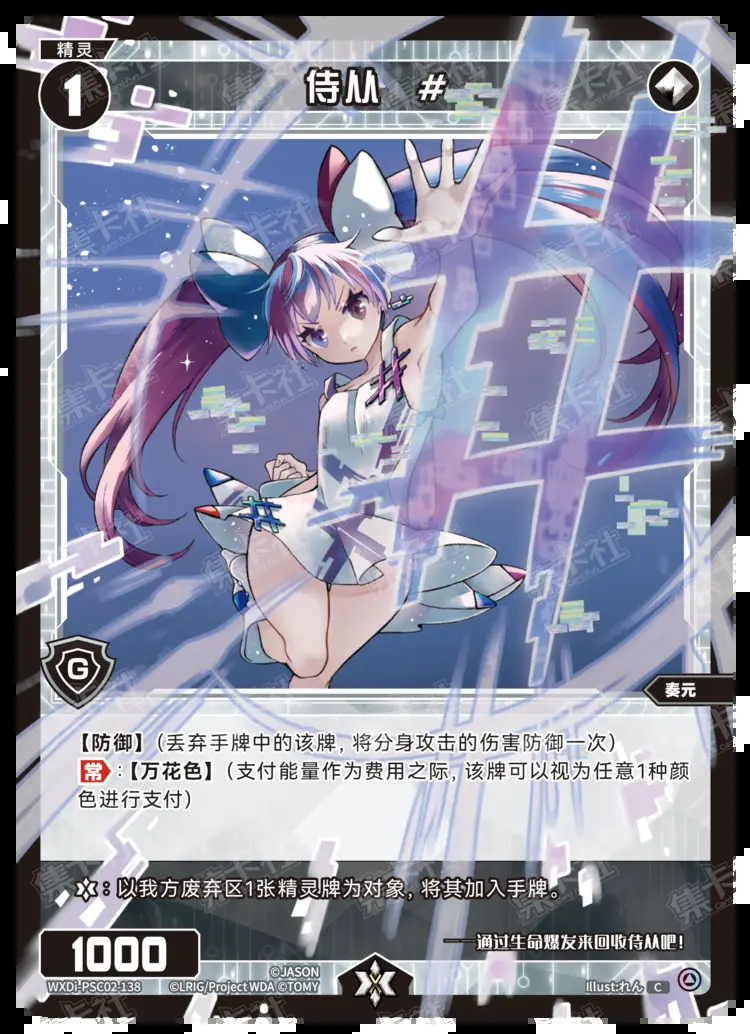 精灵
1
侍从 #
G
奏元
【防御】（丢弃手牌中的该牌, 将分身攻击的伤害防御一次）
常：【万花色】（支付能量作为费用之际, 该牌可以视为任意1种颜
色进行支付）
：以我方废弃区1张精灵牌为对象, 将其加入手牌。
——通过生命爆发来回收侍从吧！
1000
©JASON
WXDi-PSC02-138 ©LRIG/Project WDA ©TOMY
Illust:れん C
集卡社